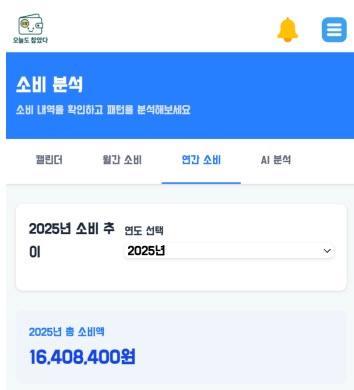 오늘도 참았다
소비 분석
소비 내역을 확인하고 패턴을 분석해보세요
캘린더 월간 소비 연간 소비 AI 분석
2025년 소비 추
이
연도 선택
2025년
2025년 총 소비액
16,408,400원